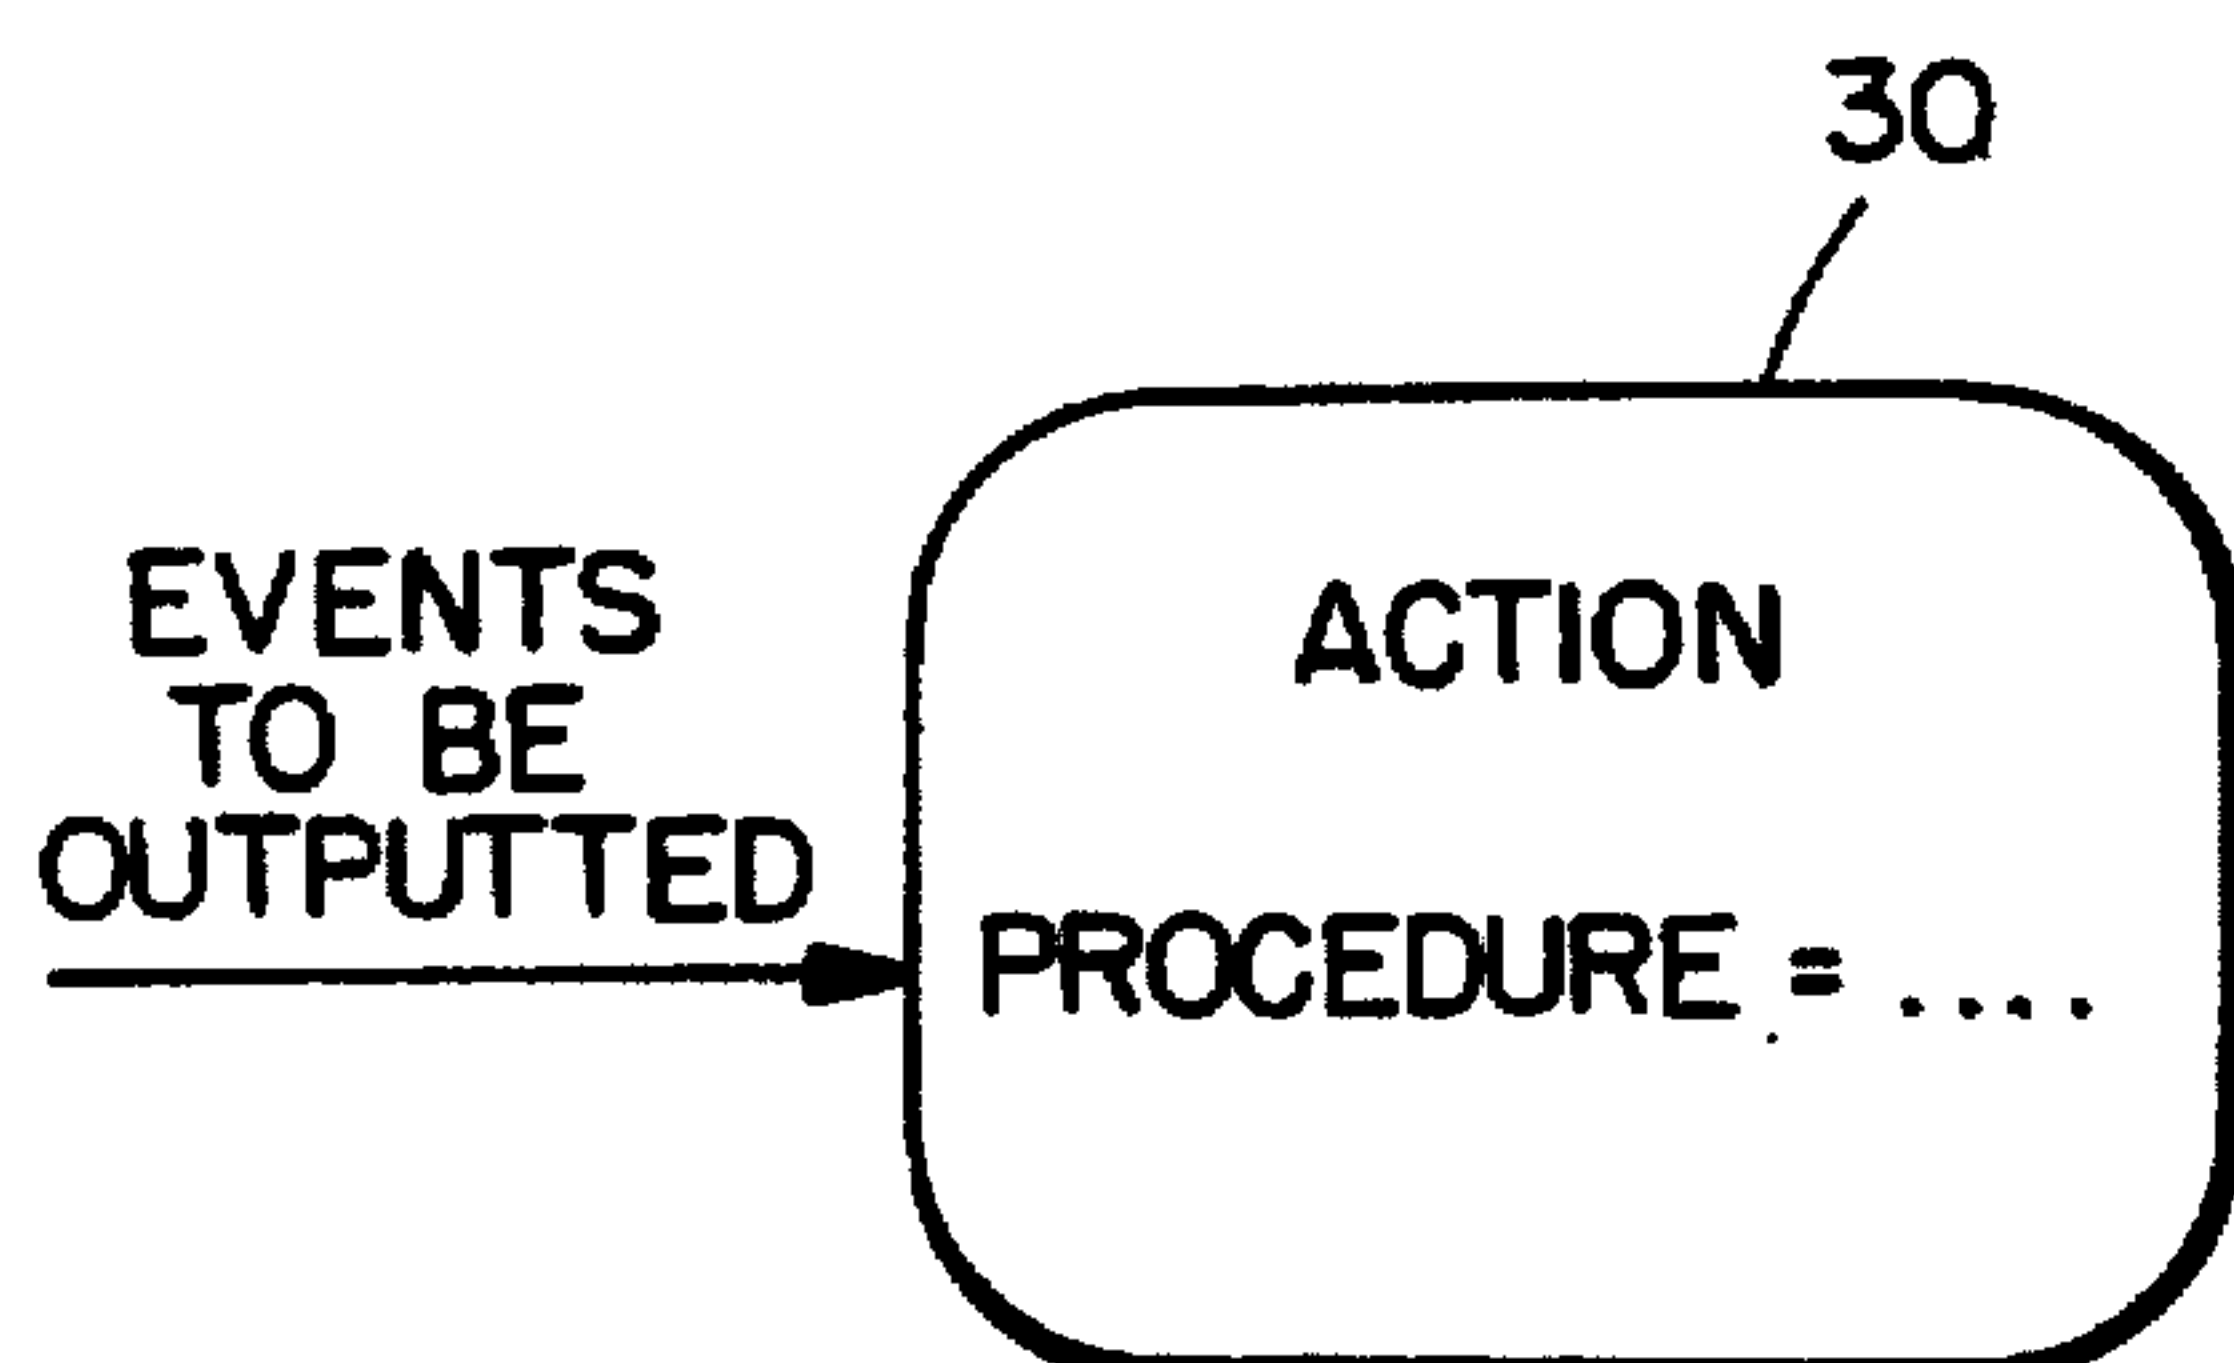 30
EVENTS
TO BE
OUTPUTTED
ACTION
PROCEDURE = ....